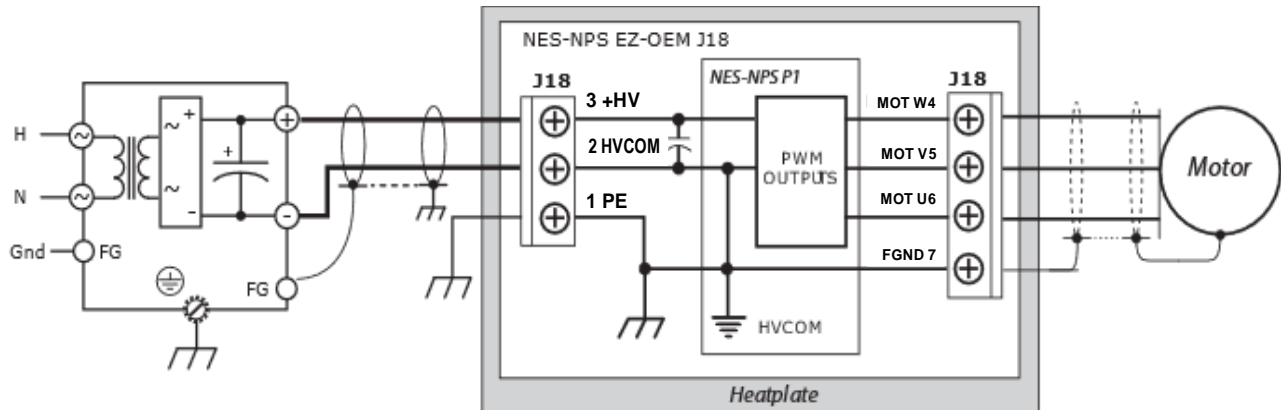 NES-NPS EZ-OEM J18
J18
NES-NPS P1
J18
3 +HV
MOT W4
H
~
~
+
+
+
2 HVCOM
MOT V5
PWM
OUTPUTS
Motor
N
~
~
-
-
1 PE
MOT U6
Gnd
FG
FGND 7
FG
HVCOM
Heatplate